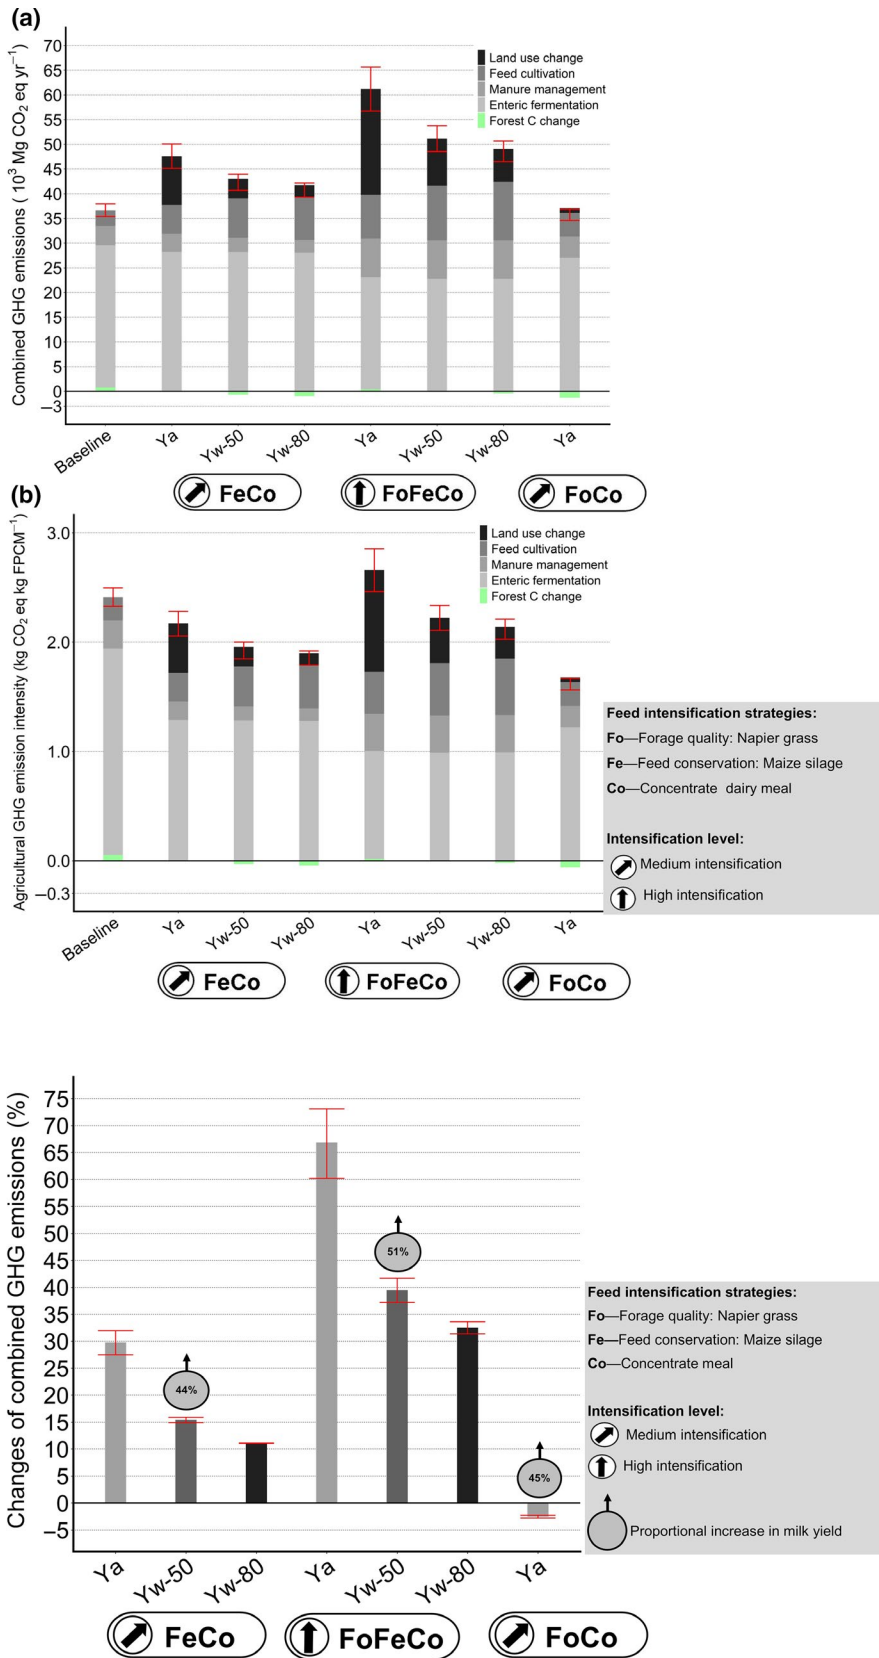 (a)
Combined GHG emissions ( 10³ Mg CO₂ eq yr⁻¹)
70
65
60
55
50
45
40
35
30
25
20
15
10
5
0
–3
Land use change
Feed cultivation
Manure management
Enteric fermentation
Forest C change
Baseline
Ya
Yw-50
Yw-80
Ya
Yw-50
Yw-80
Ya
FeCo
FoFeCo
FoCo
(b)
Agricultural GHG emission intensity (kg CO₂ eq kg FPCM⁻¹)
3.0
2.0
1.0
0.0
–0.3
Land use change
Feed cultivation
Manure management
Enteric fermentation
Forest C change
Baseline
Ya
Yw-50
Yw-80
Ya
Yw-50
Yw-80
Ya
FeCo
FoFeCo
FoCo
Feed intensification strategies:
Fo—Forage quality: Napier grass
Fe—Feed conservation: Maize silage
Co—Concentrate dairy meal
Intensification level:
Medium intensification
High intensification
Changes of combined GHG emissions (%)
75
70
65
60
55
50
45
40
35
30
25
20
15
10
5
0
–5
44%
51%
45%
Ya
Yw-50
Yw-80
Ya
Yw-50
Yw-80
Ya
FeCo
FoFeCo
FoCo
Feed intensification strategies:
Fo—Forage quality: Napier grass
Fe—Feed conservation: Maize silage
Co—Concentrate meal
Intensification level:
Medium intensification
High intensification
Proportional increase in milk yield